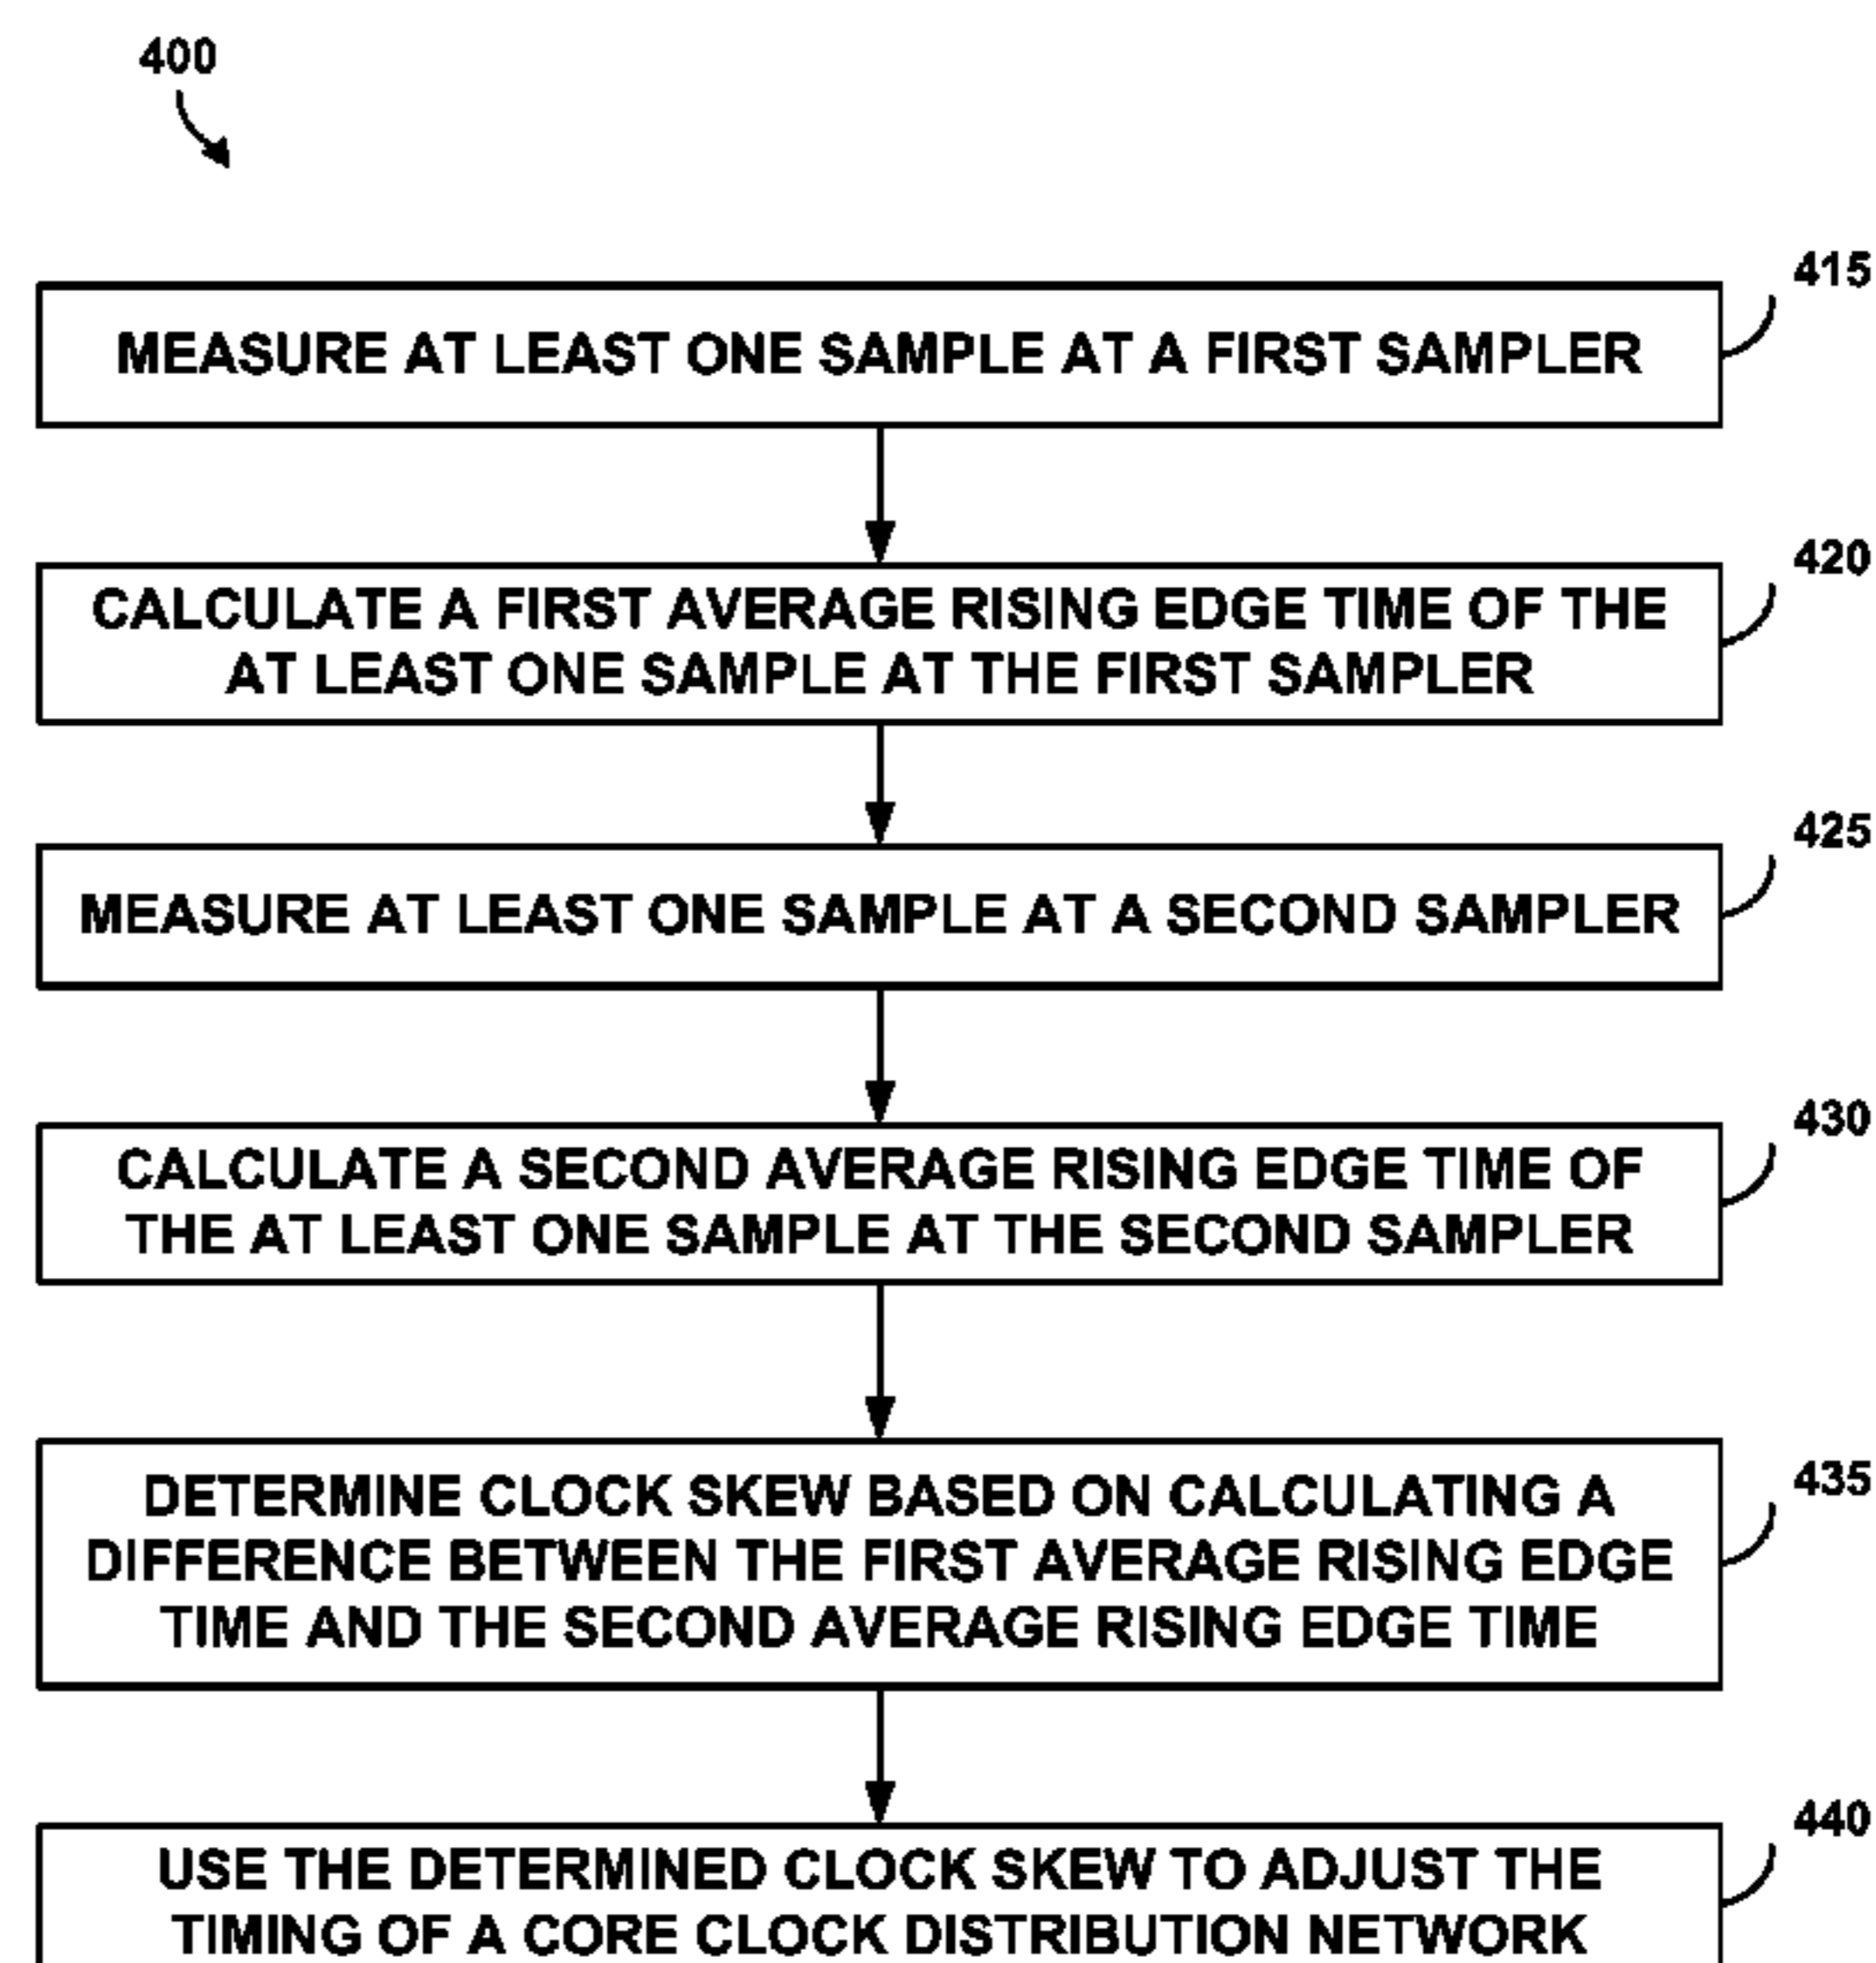 400
415
MEASURE AT LEAST ONE SAMPLE AT A FIRST SAMPLER
420
CALCULATE A FIRST AVERAGE RISING EDGE TIME OF THE
AT LEAST ONE SAMPLE AT THE FIRST SAMPLER
425
MEASURE AT LEAST ONE SAMPLE AT A SECOND SAMPLER
430
CALCULATE A SECOND AVERAGE RISING EDGE TIME OF
THE AT LEAST ONE SAMPLE AT THE SECOND SAMPLER
435
DETERMINE CLOCK SKEW BASED ON CALCULATING A
DIFFERENCE BETWEEN THE FIRST AVERAGE RISING EDGE
TIME AND THE SECOND AVERAGE RISING EDGE TIME
440
USE THE DETERMINED CLOCK SKEW TO ADJUST THE
TIMING OF A CORE CLOCK DISTRIBUTION NETWORK